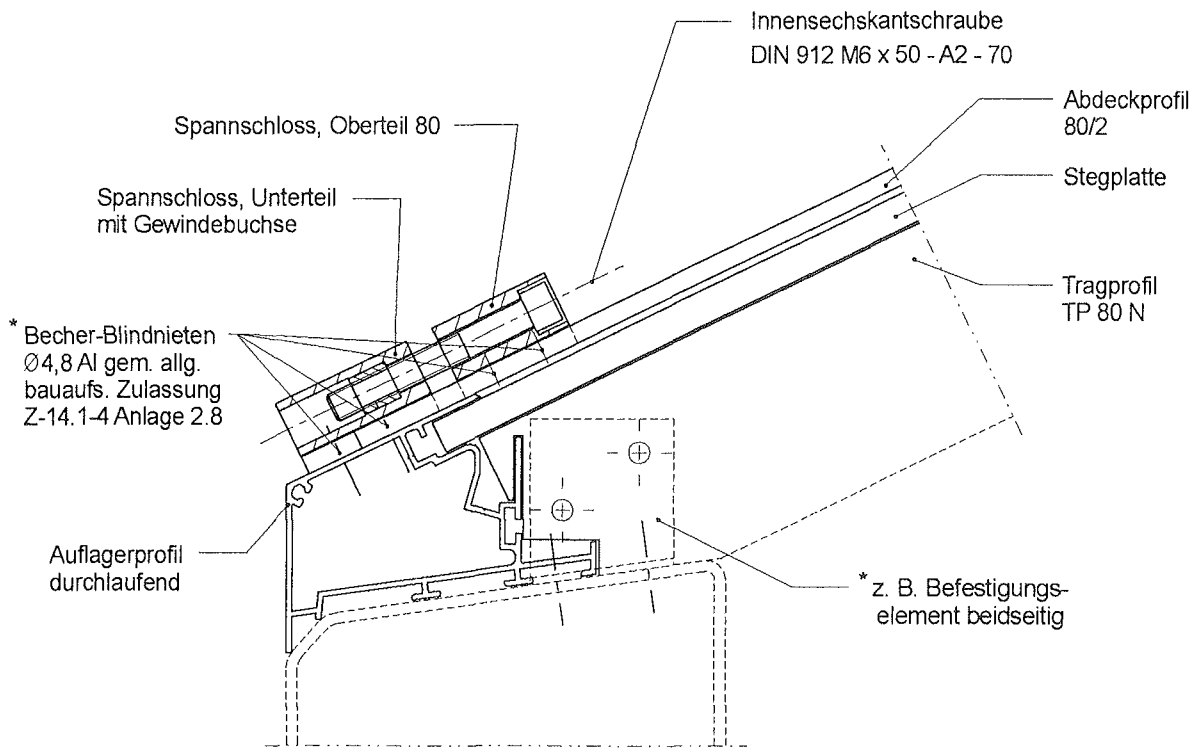 Innensechskantschraube
DIN 912 M6 x 50 - A2 - 70
Abdeckprofil
80/2
Stegplatte
Tragprofil
TP 80 N
Spannschloss, Oberteil 80
Spannschloss, Unterteil
mit Gewindebuchse
* Becher-Blindnieten
Ø4,8 Al gem. allg.
bauaufs. Zulassung
Z-14.1-4 Anlage 2.8
Auflagerprofil
durchlaufend
* z. B. Befestigungs-
element beidseitig